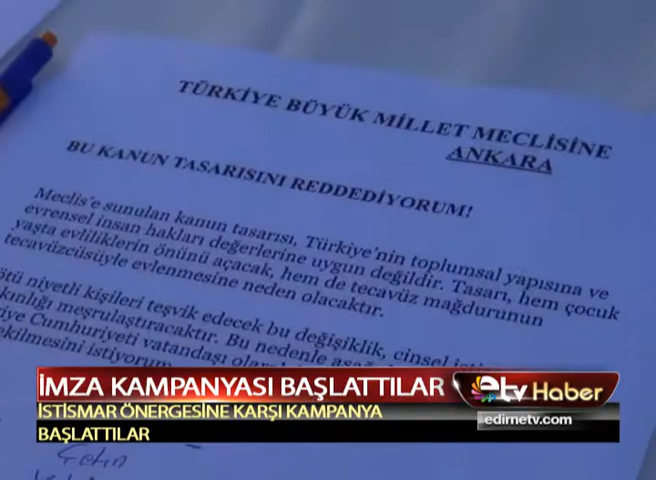 TÜRKİYE BÜYÜK MİLLET MECLİSİNE
ANKARA
BU KANUN TASARISINI REDDEDİYORUM!
Meclis'e sunulan kanun tasarısı, Türkiye'nin toplumsal yapısına ve
evrensel insan hakları değerlerine uygun değildir. Tasarı, hem çocuk
yaşta evliliklerin önünü açacak, hem de tecavüz mağdurunun
tecavüzcüsüyle evlenmesine neden olacaktır.
niyetli kişileri teşvik edecek bu değişiklik, cinsel
meşrulaştıracaktır. Bu nedenle
Cumhuriyeti vatandaşı
istiyorum
İMZA KAMPANYASI BAŞLATTILAR
etv Haber
İSTİSMAR ÖNERGESİNE KARŞI KAMPANYA
BAŞLATTILAR
edirnetv.com